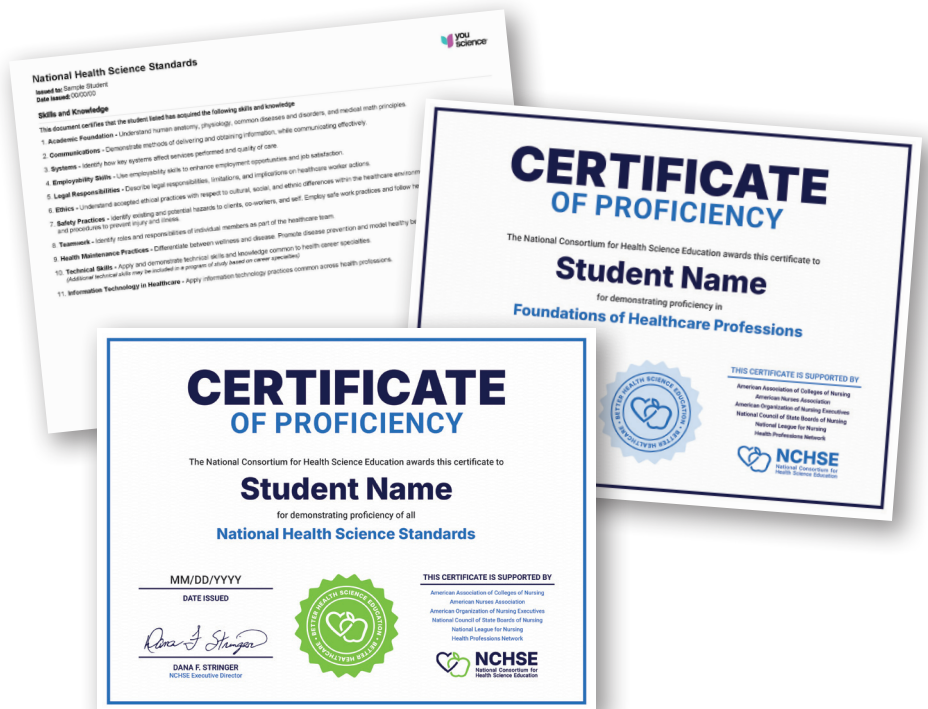 you
science
National Health Science Standards
Issued to: Sample Student
Date Issued: 00/00/00
Skills and Knowledge
This document certifies that the student listed has acquired the following skills and knowledge
1. Academic Foundation - Understand human anatomy, physiology, common diseases and disorders, and medical math principles.
2. Communications - Demonstrate methods of delivering and obtaining information, while communicating effectively.
3. Systems - Identify how key systems affect services performed and quality of care.
4. Employability Skills - Use employability skills to enhance employment opportunities and job satisfaction.
5. Legal Responsibilities - Describe legal responsibilities, limitations, and implications on healthcare worker actions.
6. Ethics - Understand accepted ethical practices with respect to cultural, social, and ethnic differences within the healthcare environm
7. Safety Practices - Identify existing and potential hazards to clients, co-workers, and self. Employ safe work practices and follow he
and procedures to prevent injury and illness.
8. Teamwork - Identify roles and responsibilities of individual members as part of the healthcare team.
9. Health Maintenance Practices - Differentiate between wellness and disease. Promote disease prevention and model healthy be
10. Technical Skills - Apply and demonstrate technical skills and knowledge common to health career specialties.
(Additional technical skills may be included in a program of study based on career specialties)
11. Information Technology in Healthcare - Apply information technology practices common across health professions.
CERTIFICATE
OF PROFICIENCY
The National Consortium for Health Science Education awards this certificate to
Student Name
for demonstrating proficiency in
Foundations of Healthcare Professions
BETTER HEALTH SCIENCE EDUCATION • BETTER HEALTHCARE •
THIS CERTIFICATE IS SUPPORTED BY
American Association of Colleges of Nursing
American Nurses Association
American Organization of Nursing Executives
National Council of State Boards of Nursing
National League for Nursing
Health Professions Network
NCHSE
National Consortium for
Health Science Education
CERTIFICATE
OF PROFICIENCY
The National Consortium for Health Science Education awards this certificate to
Student Name
for demonstrating proficiency of all
National Health Science Standards
MM/DD/YYYY
DATE ISSUED
Dana F Stringer
DANA F. STRINGER
NCHSE Executive Director
BETTER HEALTH SCIENCE EDUCATION • BETTER HEALTHCARE •
THIS CERTIFICATE IS SUPPORTED BY
American Association of Colleges of Nursing
American Nurses Association
American Organization of Nursing Executives
National Council of State Boards of Nursing
National League for Nursing
Health Professions Network
NCHSE
National Consortium for
Health Science Education